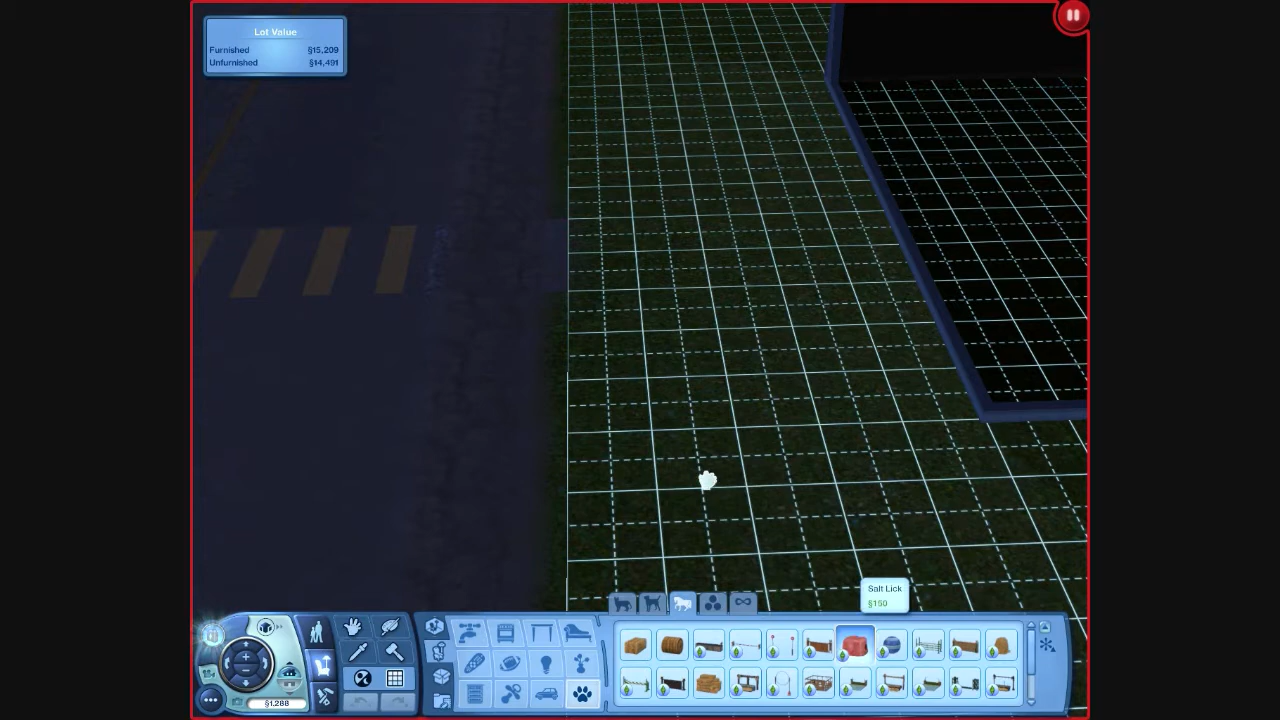 Lot Value
Furnished §15,209
Unfurnished §14,491
Salt Lick
§150
§1,288